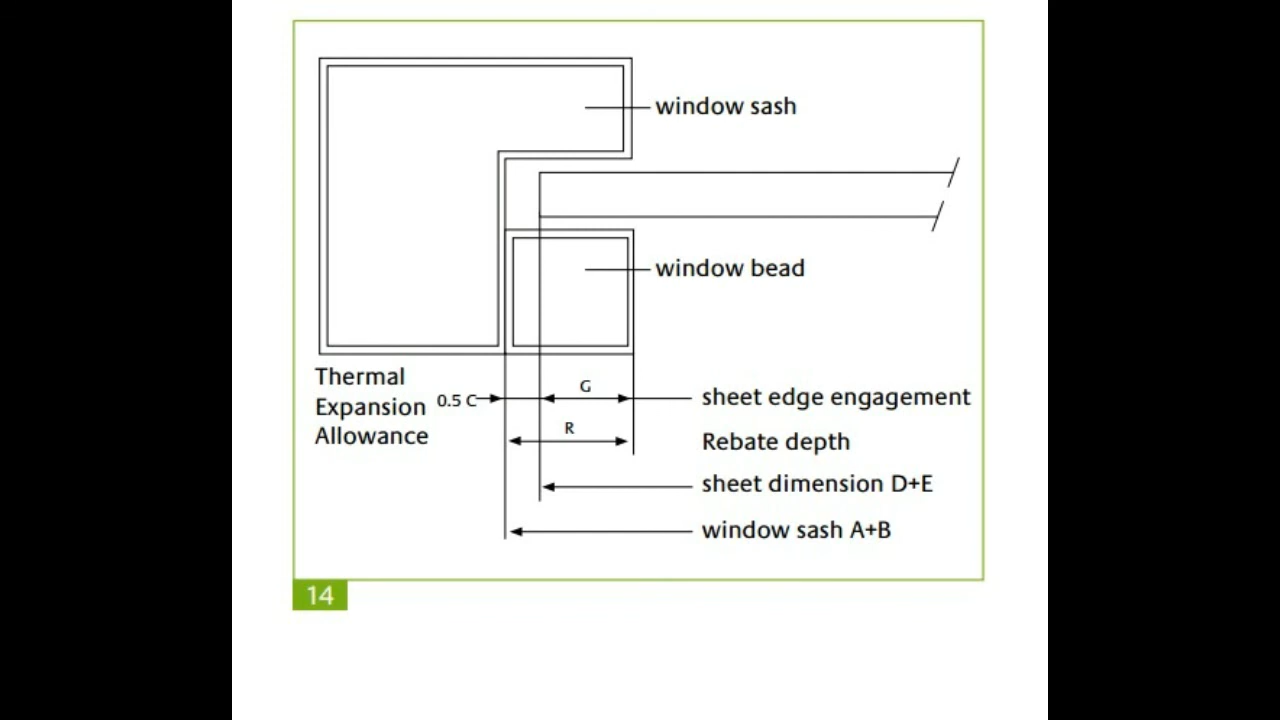 window sash
window bead
Thermal
Expansion
Allowance
0.5 C
G
sheet edge engagement
R
Rebate depth
sheet dimension D+E
window sash A+B
14